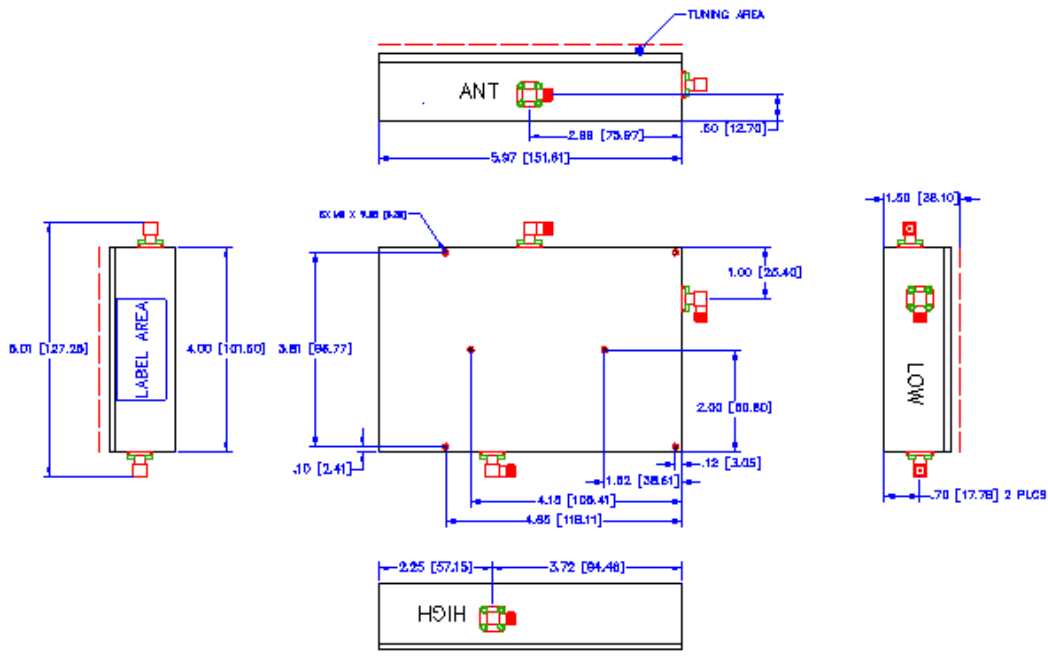 TUNING AREA
ANT
.50 [12.70]
2.99 [75.97]
5.97 [151.61]
1.50 [38.10]
1.00 [25.40]
LABEL AREA
5.01 [127.25]
4.00 [101.60]
3.81 [96.77]
LOW
2.00 [50.80]
.10 [2.41]
.12 [3.05]
1.52 [38.61]
.70 [17.78] 2 PLCS
4.19 [106.41]
4.65 [118.11]
2.25 [57.15]
3.72 [94.46]
HIGH